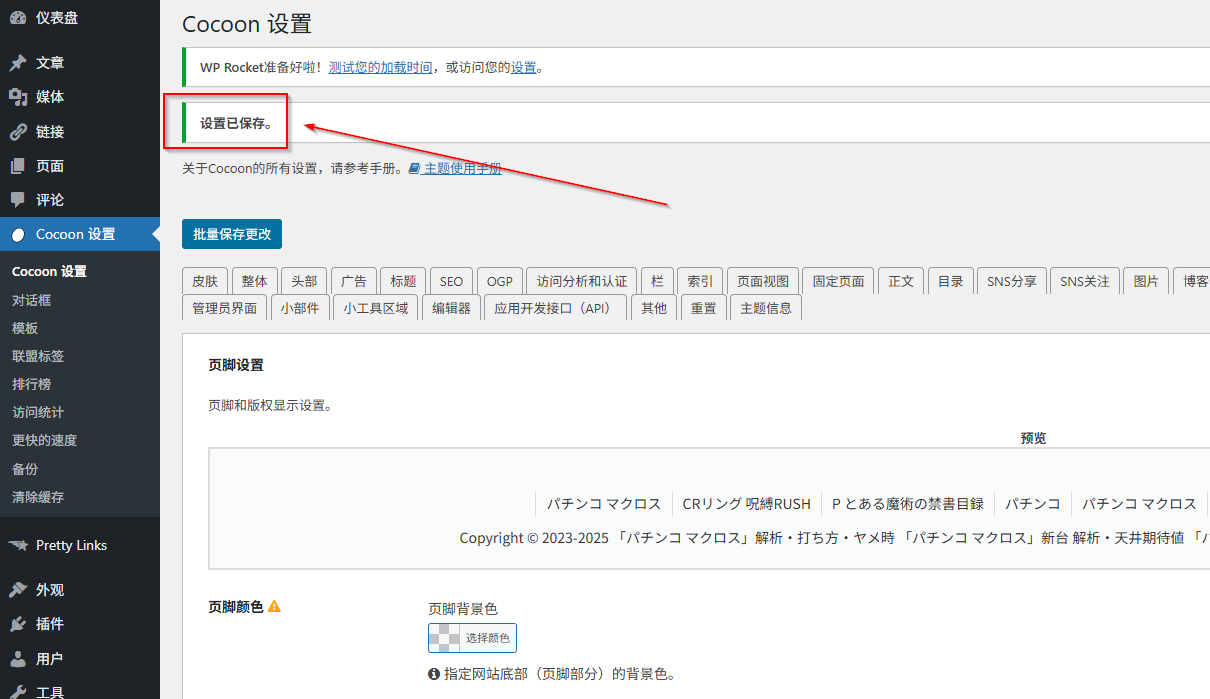 仪表盘
文章
媒体
链接
页面
评论
Cocoon 设置
Cocoon 设置
对话框
模板
联盟标签
排行榜
访问统计
更快的速度
备份
清除缓存
Pretty Links
外观
插件
用户
工具
Cocoon 设置
WP Rocket准备好啦！测试您的加载时间，或访问您的设置。
设置已保存。
关于Cocoon的所有设置，请参考手册。 主题使用手册
批量保存更改
皮肤 整体 头部 广告 标题 SEO OGP 访问分析和认证 栏 索引 页面视图 固定页面 正文 目录 SNS分享 SNS关注 图片 博客
管理员界面 小部件 小工具区域 编辑器 应用开发接口（API） 其他 重置 主题信息
页脚设置
页脚和版权显示设置。
预览
パチンコ マクロス CRリング 呪縛RUSH P とある魔術の禁書目録 パチンコ パチンコ マクロス
Copyright © 2023-2025 「パチンコ マクロス」解析・打ち方・ヤメ時 「パチンコ マクロス」新台 解析・天井期待値 「パ
页脚颜色
页脚背景色
选择颜色
指定网站底部（页脚部分）的背景色。